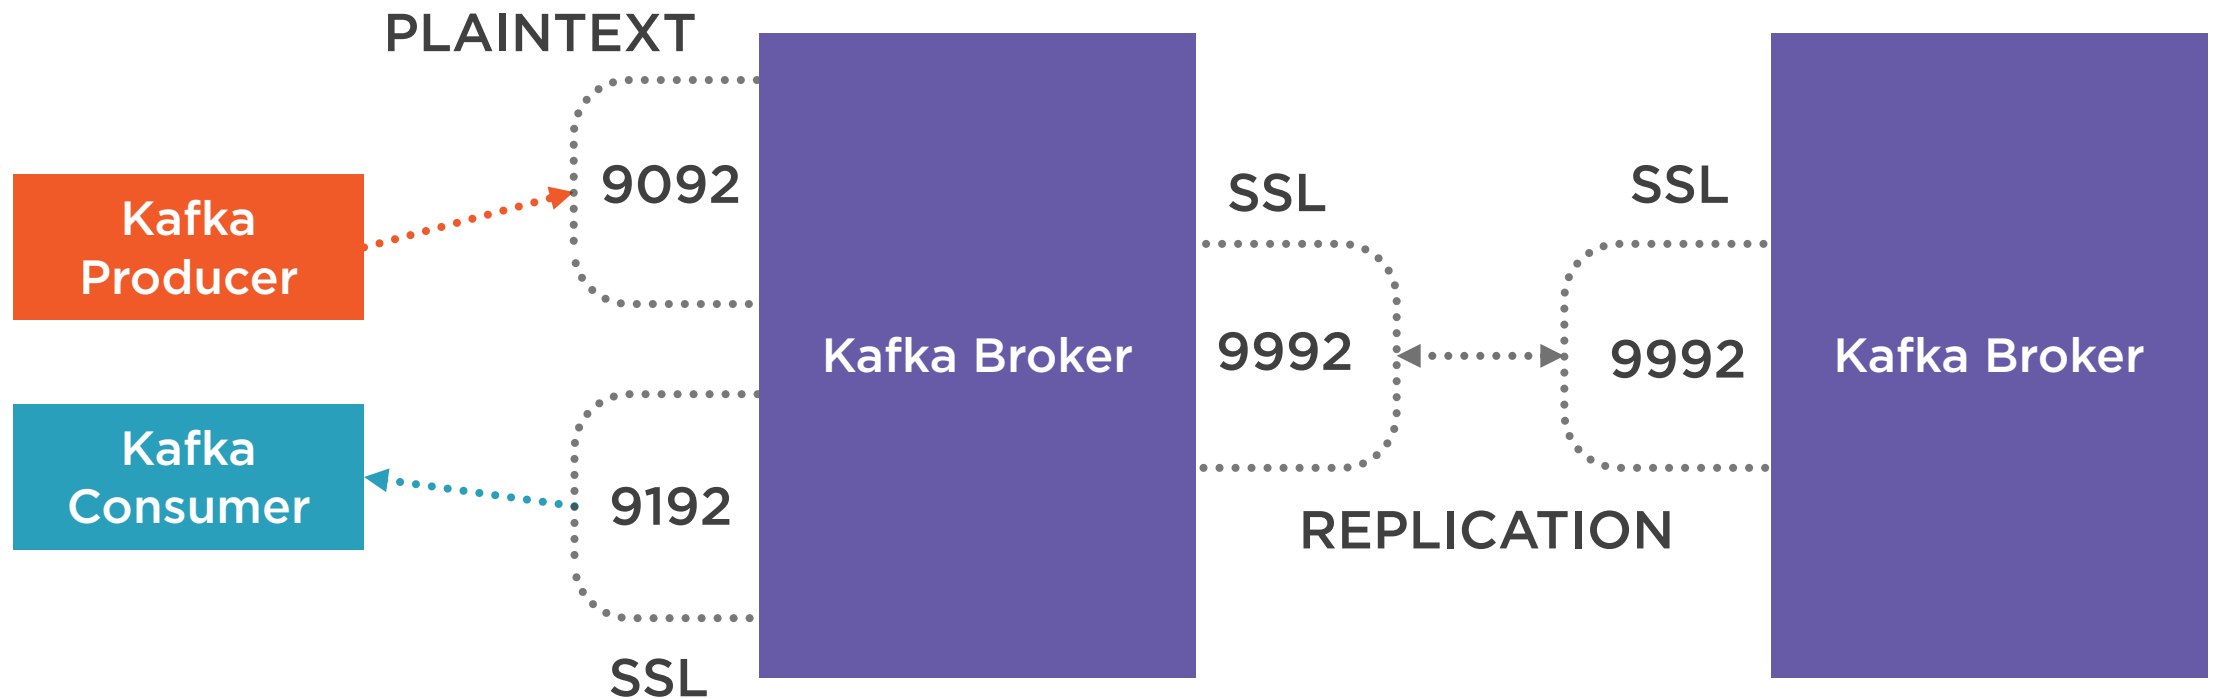 PLAINTEXT
9092
Kafka
Producer
Kafka
Consumer
9192
SSL
Kafka Broker
SSL
9992
SSL
9992
REPLICATION
Kafka Broker